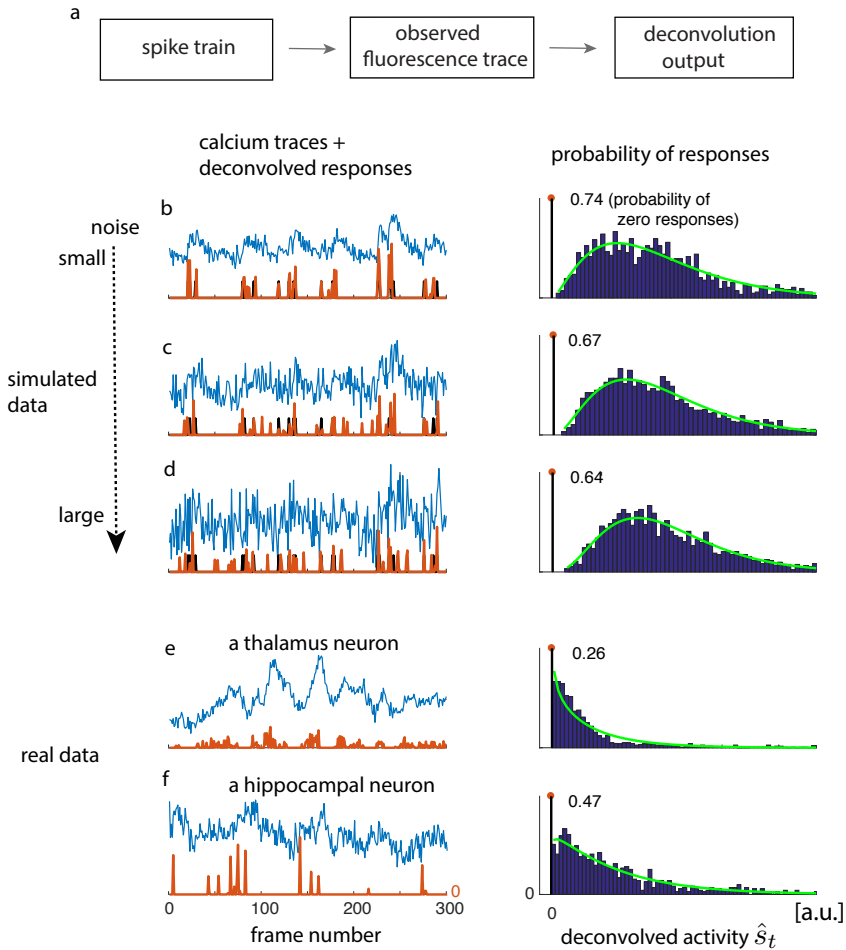 a
spike train
observed
fluorescence trace
deconvolution
output
calcium traces +
deconvolved responses
probability of responses
noise
small
simulated
data
large
b
0.74 (probability of
zero responses)
c
0.67
d
0.64
real data
e
a thalamus neuron
0.26
f
a hippocampal neuron
0.47
0
0
0 100 200 300
frame number
0
[a.u.]
deconvolved activity ŝt